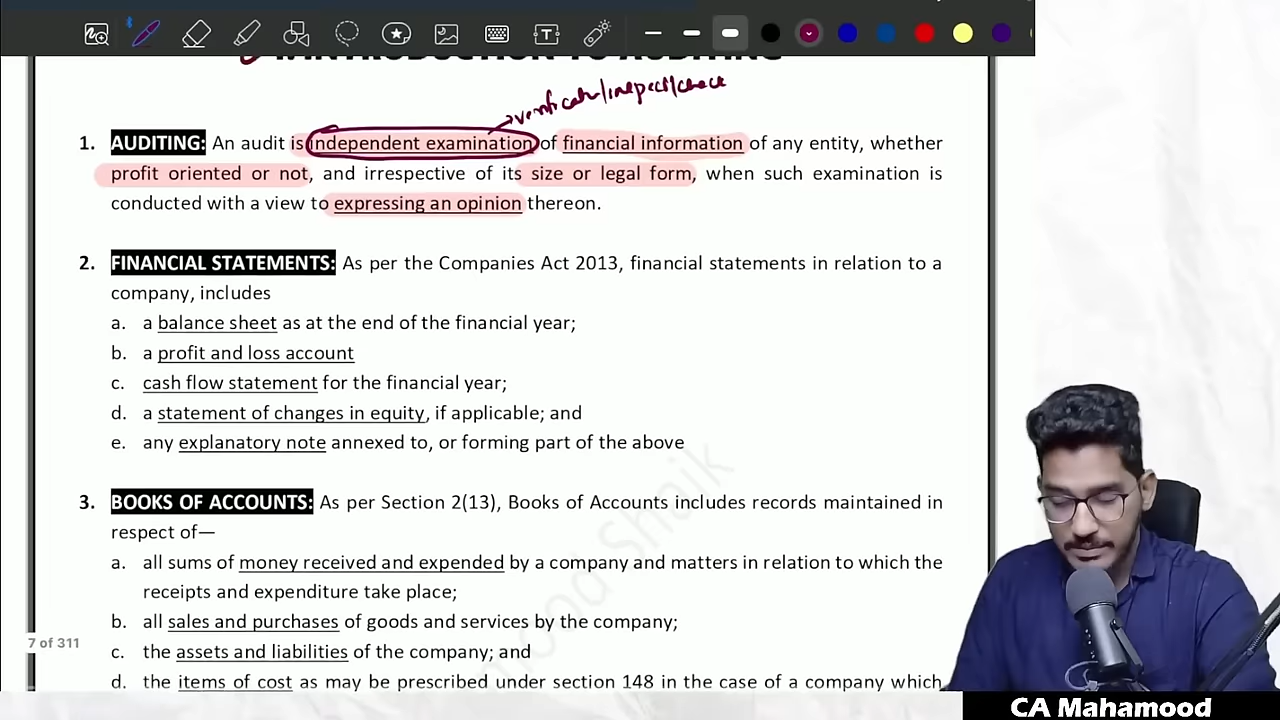 INTRODUCTION TO AUDITING
verificatn/inspect/check
1. AUDITING: An audit is independent examination of financial information of any entity, whether
profit oriented or not, and irrespective of its size or legal form, when such examination is
conducted with a view to expressing an opinion thereon.
2. FINANCIAL STATEMENTS: As per the Companies Act 2013, financial statements in relation to a
company, includes
a. a balance sheet as at the end of the financial year;
b. a profit and loss account
c. cash flow statement for the financial year;
d. a statement of changes in equity, if applicable; and
e. any explanatory note annexed to, or forming part of the above
3. BOOKS OF ACCOUNTS: As per Section 2(13), Books of Accounts includes records maintained in
respect of—
a. all sums of money received and expended by a company and matters in relation to which the
receipts and expenditure take place;
b. all sales and purchases of goods and services by the company;
7 of 311
c. the assets and liabilities of the company; and
d. the items of cost as may be prescribed under section 148 in the case of a company which
CA Mahamood